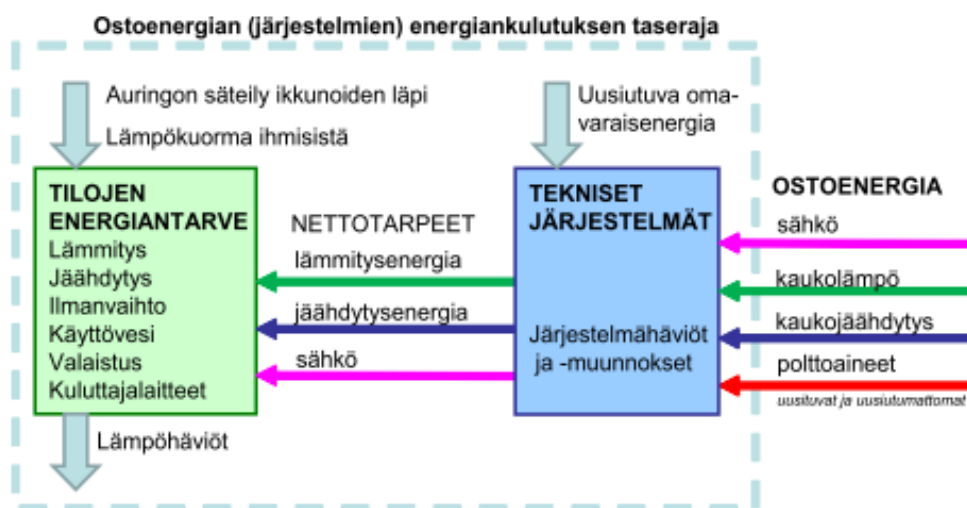 Ostoenergian (järjestelmien) energiankulutuksen taseraja
Auringon säteily ikkunoiden läpi
Lämpökuorma ihmisistä
Uusiutuva oma-
varaisenergia
TILOJEN
ENERGIANTARVE
Lämmitys
Jäähdytys
Ilmanvaihto
Käyttövesi
Valaistus
Kuluttajalaitteet
NETTOTARPEET
lämmitysenergia
jäähdytysenergia
sähkö
TEKNISET
JÄRJESTELMÄT
Järjestelmähäviöt
ja -muunnokset
OSTOENERGIA
sähkö
kaukolämpö
kaukojäähdytys
polttoaineet
uusituvat ja uusiutumattomat
Lämpöhäviöt